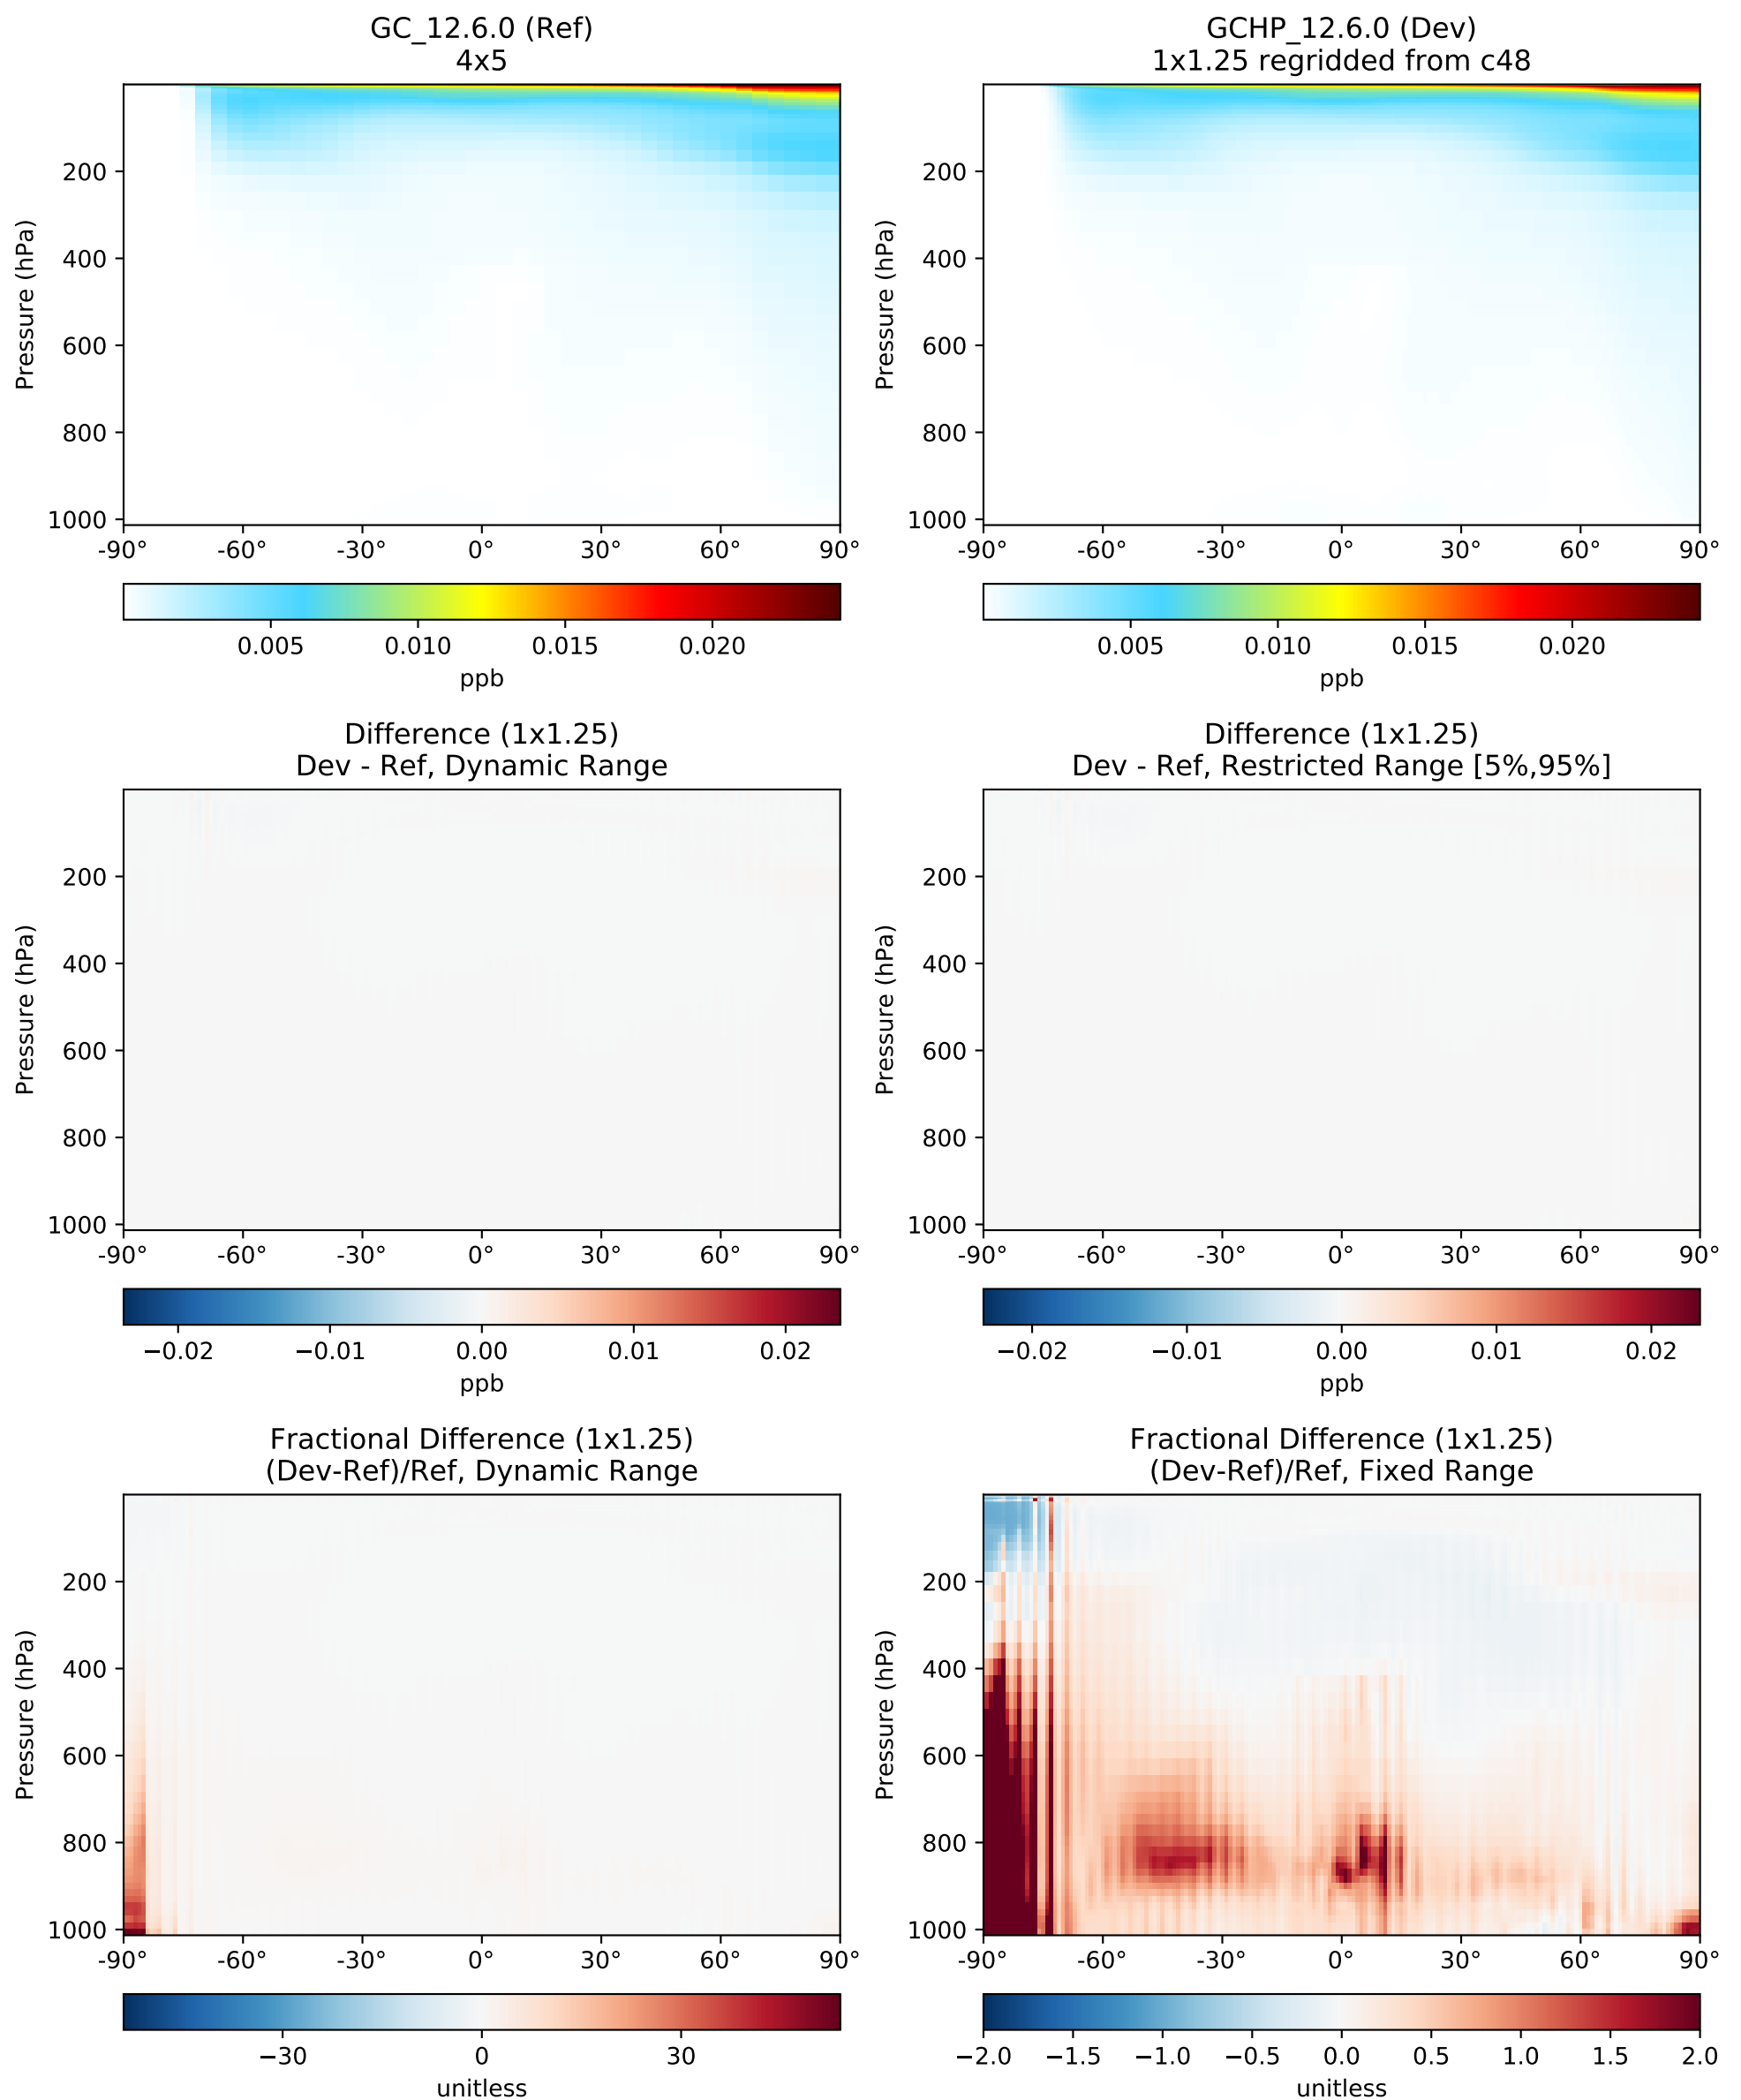 GC_12.6.0 (Ref)
4x5
Pressure (hPa)
200
400
600
800
1000
-90° -60° -30° 0° 30° 60° 90°
0.005 0.010 0.015 0.020
ppb
GCHP_12.6.0 (Dev)
1x1.25 regridded from c48
Pressure (hPa)
200
400
600
800
1000
-90° -60° -30° 0° 30° 60° 90°
0.005 0.010 0.015 0.020
ppb
Difference (1x1.25)
Dev - Ref, Dynamic Range
Pressure (hPa)
200
400
600
800
1000
-90° -60° -30° 0° 30° 60° 90°
−0.02 −0.01 0.00 0.01 0.02
ppb
Difference (1x1.25)
Dev - Ref, Restricted Range [5%,95%]
Pressure (hPa)
200
400
600
800
1000
-90° -60° -30° 0° 30° 60° 90°
−0.02 −0.01 0.00 0.01 0.02
ppb
Fractional Difference (1x1.25)
(Dev-Ref)/Ref, Dynamic Range
Pressure (hPa)
200
400
600
800
1000
-90° -60° -30° 0° 30° 60° 90°
−30 0 30
unitless
Fractional Difference (1x1.25)
(Dev-Ref)/Ref, Fixed Range
Pressure (hPa)
200
400
600
800
1000
-90° -60° -30° 0° 30° 60° 90°
−2.0 −1.5 −1.0 −0.5 0.0 0.5 1.0 1.5 2.0
unitless